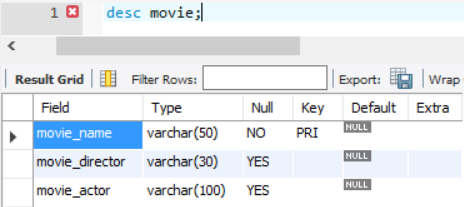 1 desc movie;
Result Grid Filter Rows: Export: Wrap
Field Type Null Key Default Extra
movie_name varchar(50) NO PRI NULL
movie_director varchar(30) YES NULL
movie_actor varchar(100) YES NULL